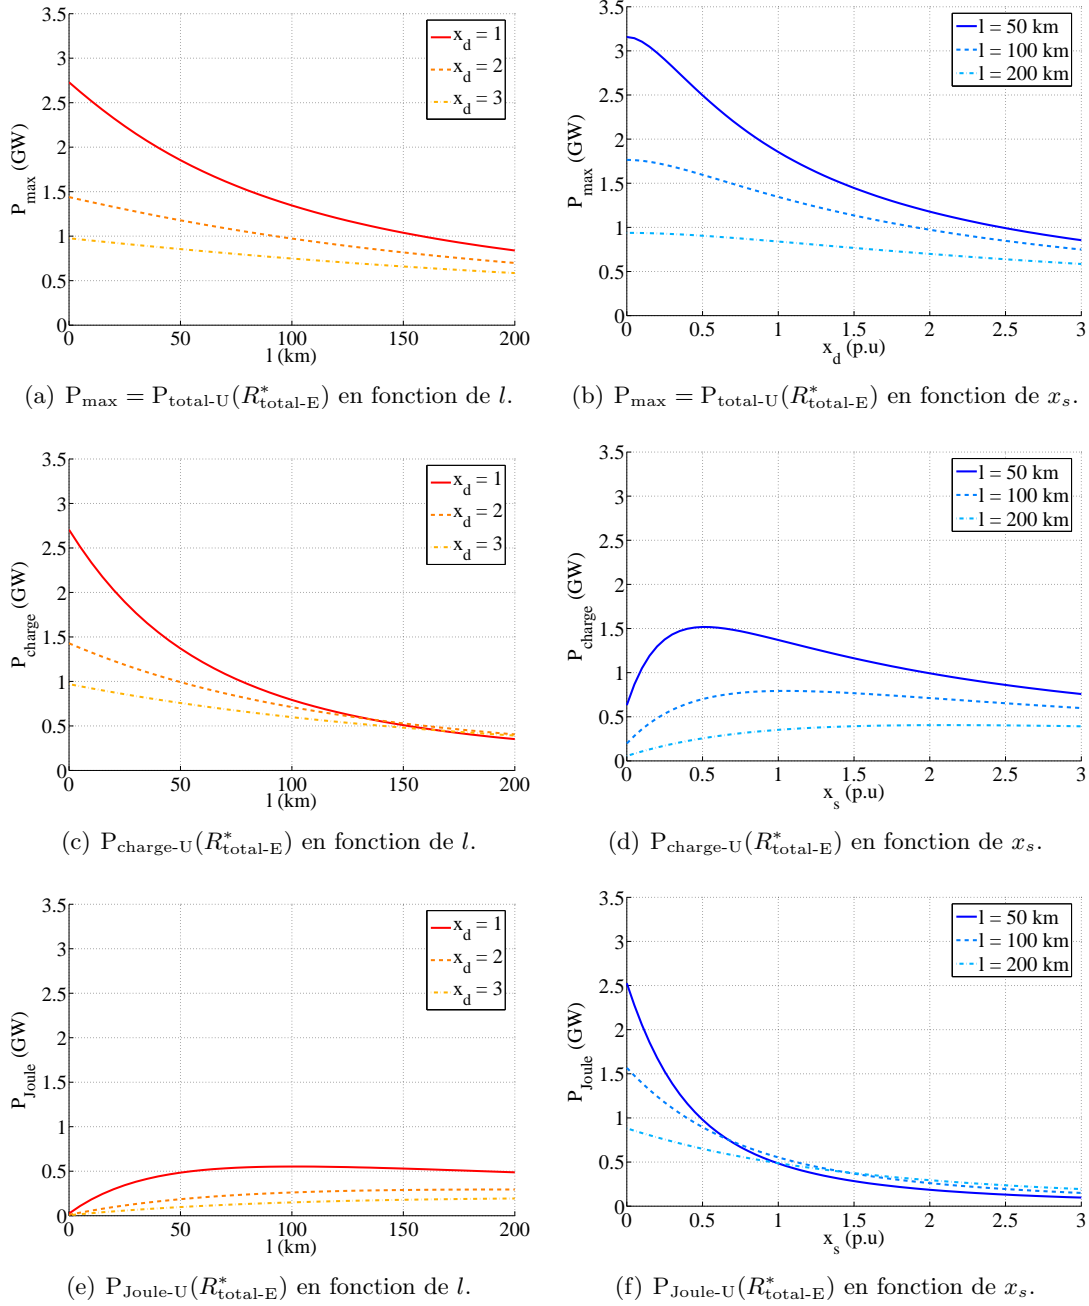 3.5
3
2.5
2
1.5
1
0.5
0
P_max (GW)
0 50 100 150 200
l (km)
x_d = 1
x_d = 2
x_d = 3
(a) P_max = P_total-U(R*_total-E) en fonction de l.
3.5
3
2.5
2
1.5
1
0.5
0
P_max (GW)
0 0.5 1 1.5 2 2.5 3
x_d (p.u)
l = 50 km
l = 100 km
l = 200 km
(b) P_max = P_total-U(R*_total-E) en fonction de x_s.
3.5
3
2.5
2
1.5
1
0.5
0
P_charge (GW)
0 50 100 150 200
l (km)
x_d = 1
x_d = 2
x_d = 3
(c) P_charge-U(R*_total-E) en fonction de l.
3.5
3
2.5
2
1.5
1
0.5
0
P_charge (GW)
0 0.5 1 1.5 2 2.5 3
x_s (p.u)
l = 50 km
l = 100 km
l = 200 km
(d) P_charge-U(R*_total-E) en fonction de x_s.
3.5
3
2.5
2
1.5
1
0.5
0
P_Joule (GW)
0 50 100 150 200
l (km)
x_d = 1
x_d = 2
x_d = 3
(e) P_Joule-U(R*_total-E) en fonction de l.
3.5
3
2.5
2
1.5
1
0.5
0
P_Joule (GW)
0 0.5 1 1.5 2 2.5 3
x_s (p.u)
l = 50 km
l = 100 km
l = 200 km
(f) P_Joule-U(R*_total-E) en fonction de x_s.